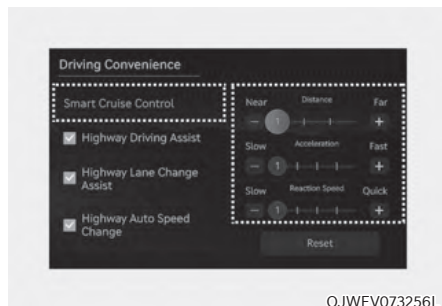 Driving Convenience
Smart Cruise Control
Highway Driving Assist
Highway Lane Change
Assist
Highway Auto Speed
Change
Near Distance Far
− 1 +
Slow Acceleration Fast
− 1 +
Slow Reaction Speed Quick
− 1 +
Reset
OJWEV073256L